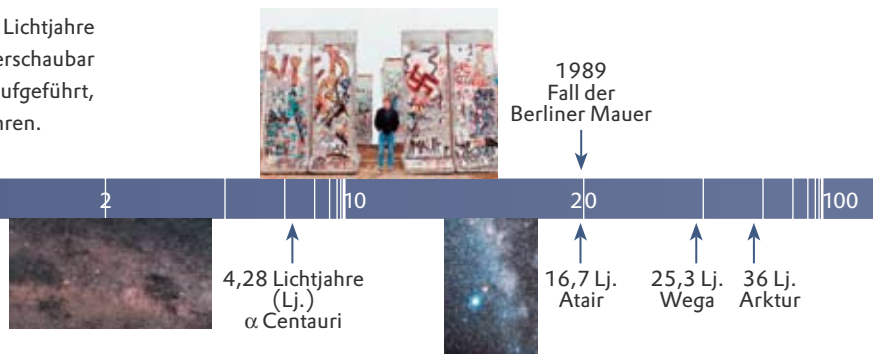 Lichtjahre
erschaubar
ufgeführt,
hren.
1989
Fall der
Berliner Mauer
2
10
20
100
4,28 Lichtjahre
(Lj.)
α Centauri
16,7 Lj.
Atair
25,3 Lj.
Wega
36 Lj.
Arktur